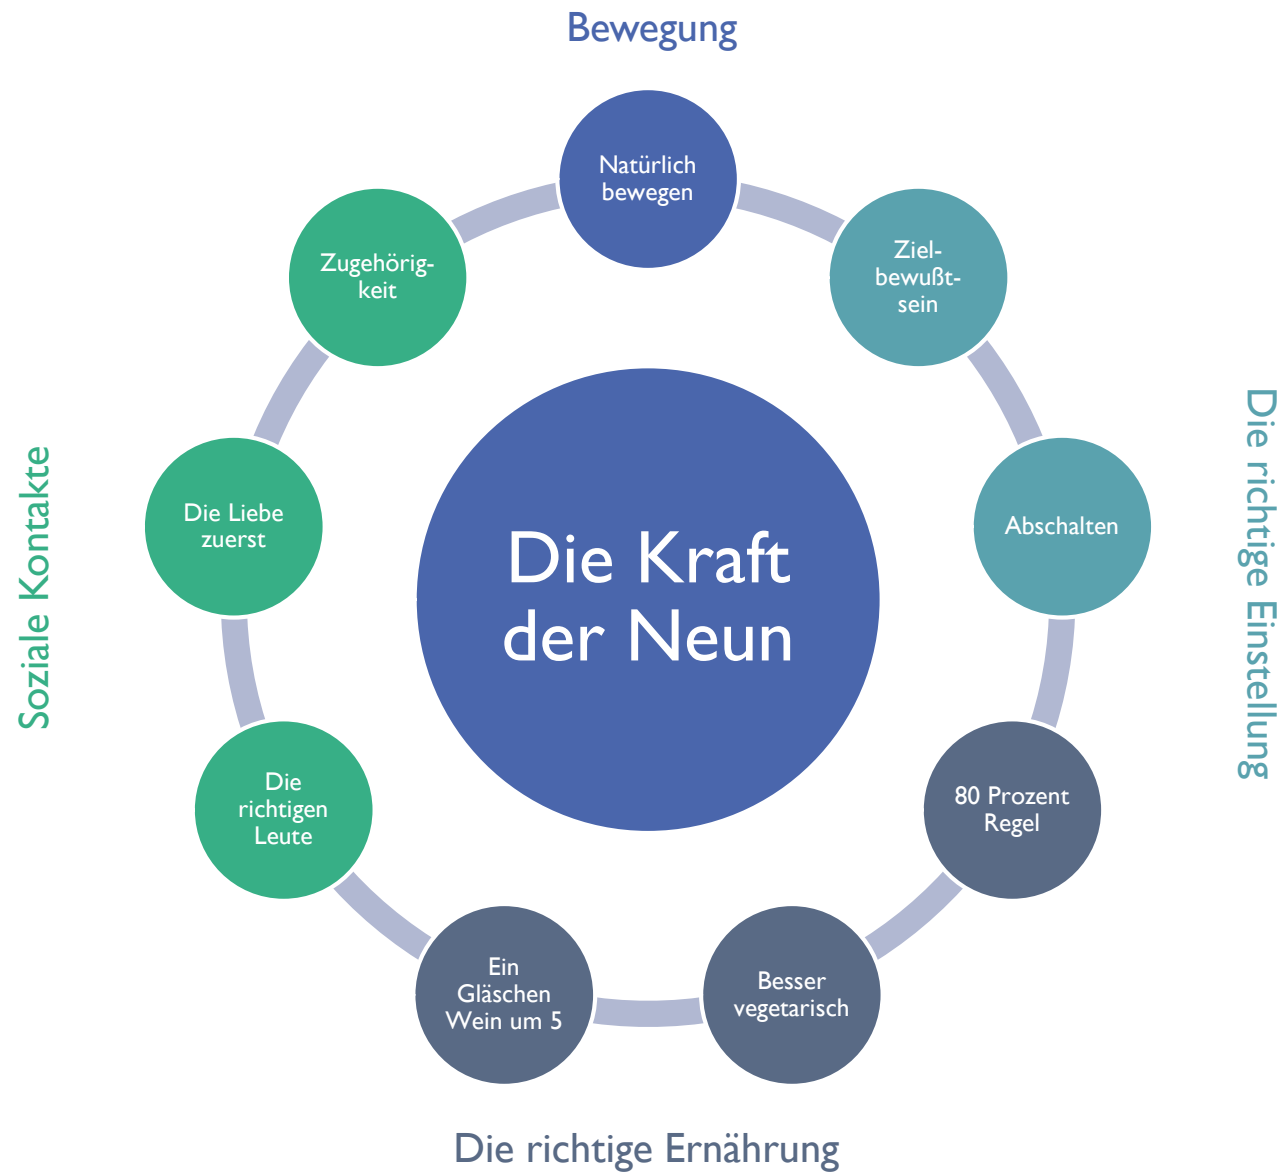 Bewegung
Natürlich
bewegen
Ziel-
bewußt-
sein
Abschalten
80 Prozent
Regel
Besser
vegetarisch
Ein
Gläschen
Wein um 5
Die
richtigen
Leute
Die Liebe
zuerst
Zugehörig-
keit
Die Kraft
der Neun
Die richtige Einstellung
Die richtige Ernährung
Soziale Kontakte